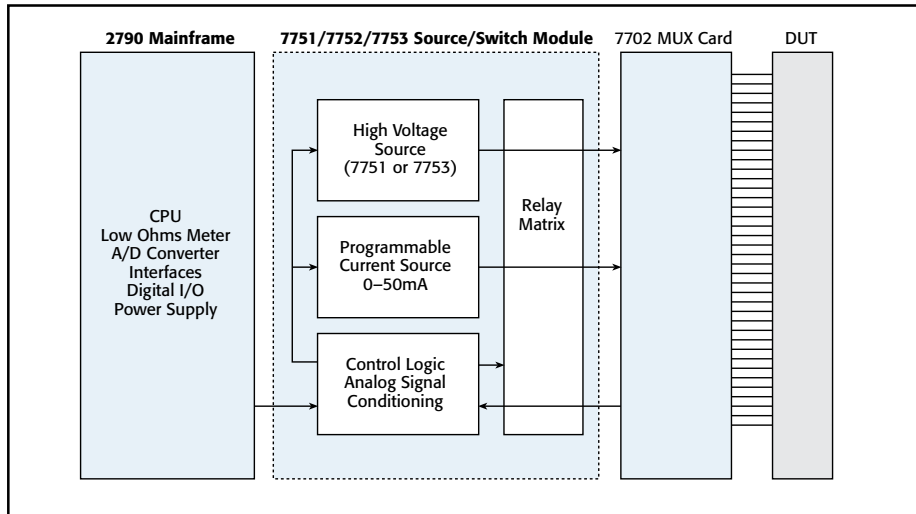 2790 Mainframe
7751/7752/7753 Source/Switch Module
7702 MUX Card
DUT
CPU
Low Ohms Meter
A/D Converter
Interfaces
Digital I/O
Power Supply
High Voltage
Source
(7751 or 7753)
Programmable
Current Source
0–50mA
Control Logic
Analog Signal
Conditioning
Relay
Matrix